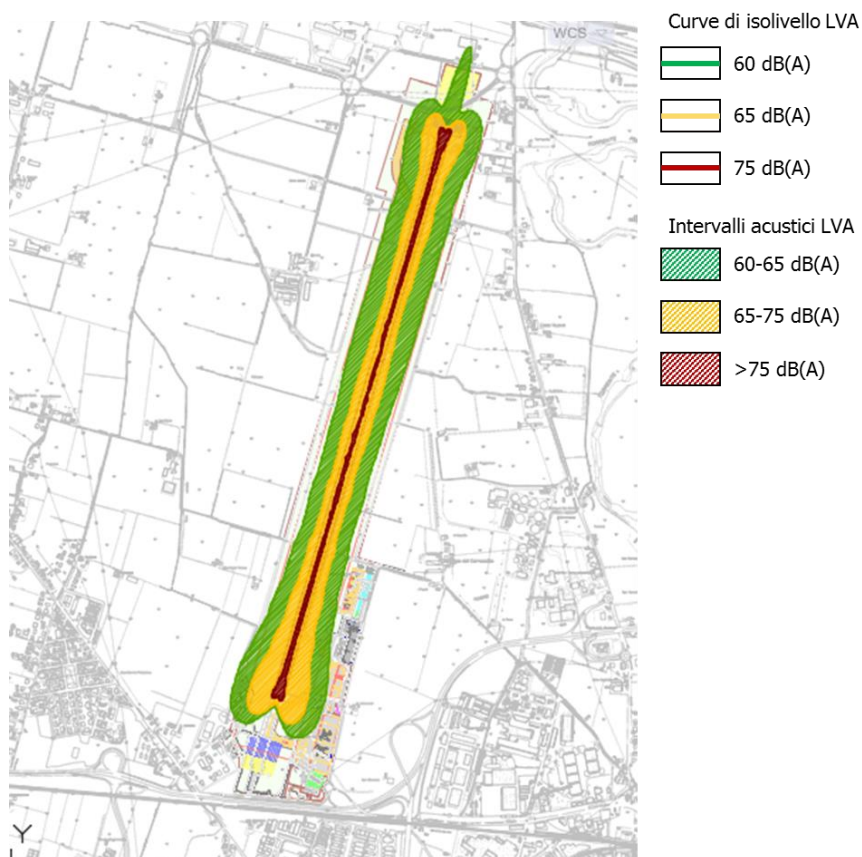 WCS
Curve di isolivello LVA
60 dB(A)
65 dB(A)
75 dB(A)
Intervalli acustici LVA
60-65 dB(A)
65-75 dB(A)
>75 dB(A)
Y